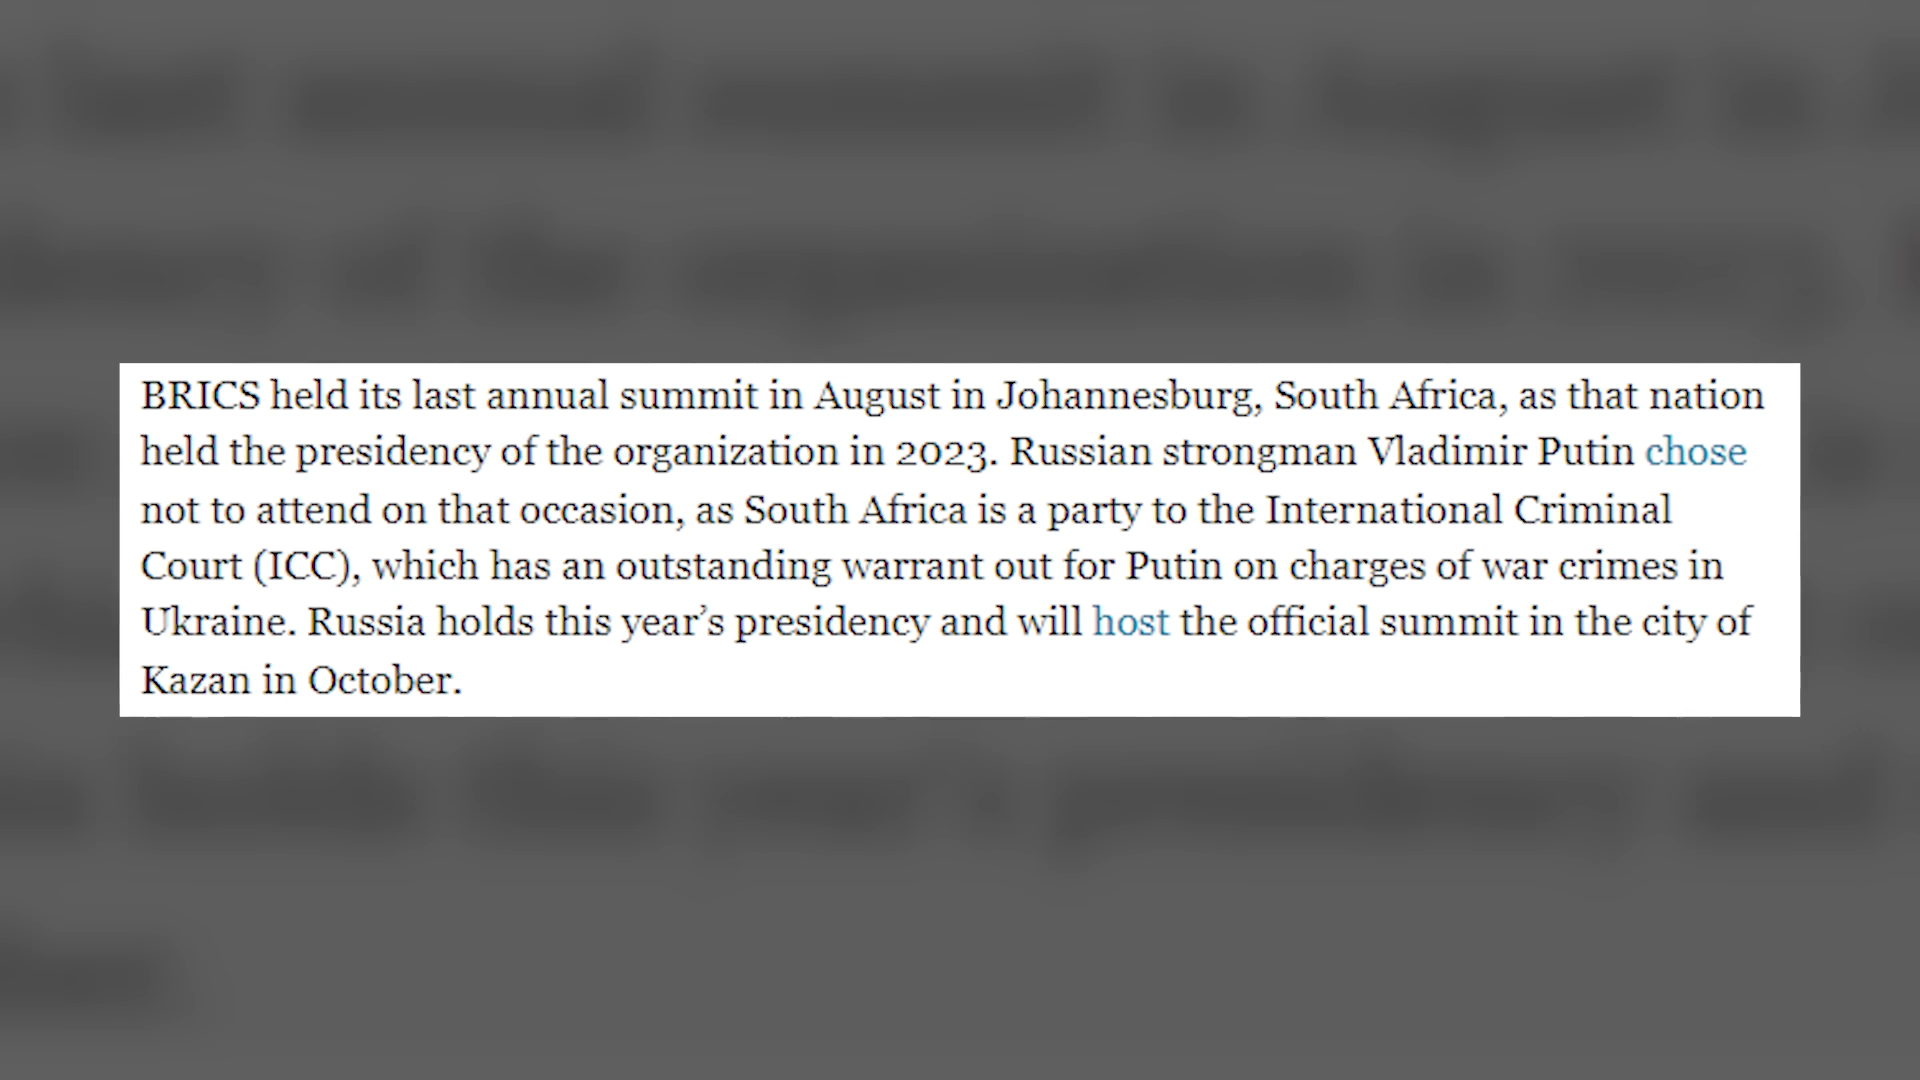 BRICS held its last annual summit in August in Johannesburg, South Africa, as that nation
held the presidency of the organization in 2023. Russian strongman Vladimir Putin chose
not to attend on that occasion, as South Africa is a party to the International Criminal
Court (ICC), which has an outstanding warrant out for Putin on charges of war crimes in
Ukraine. Russia holds this year’s presidency and will host the official summit in the city of
Kazan in October.